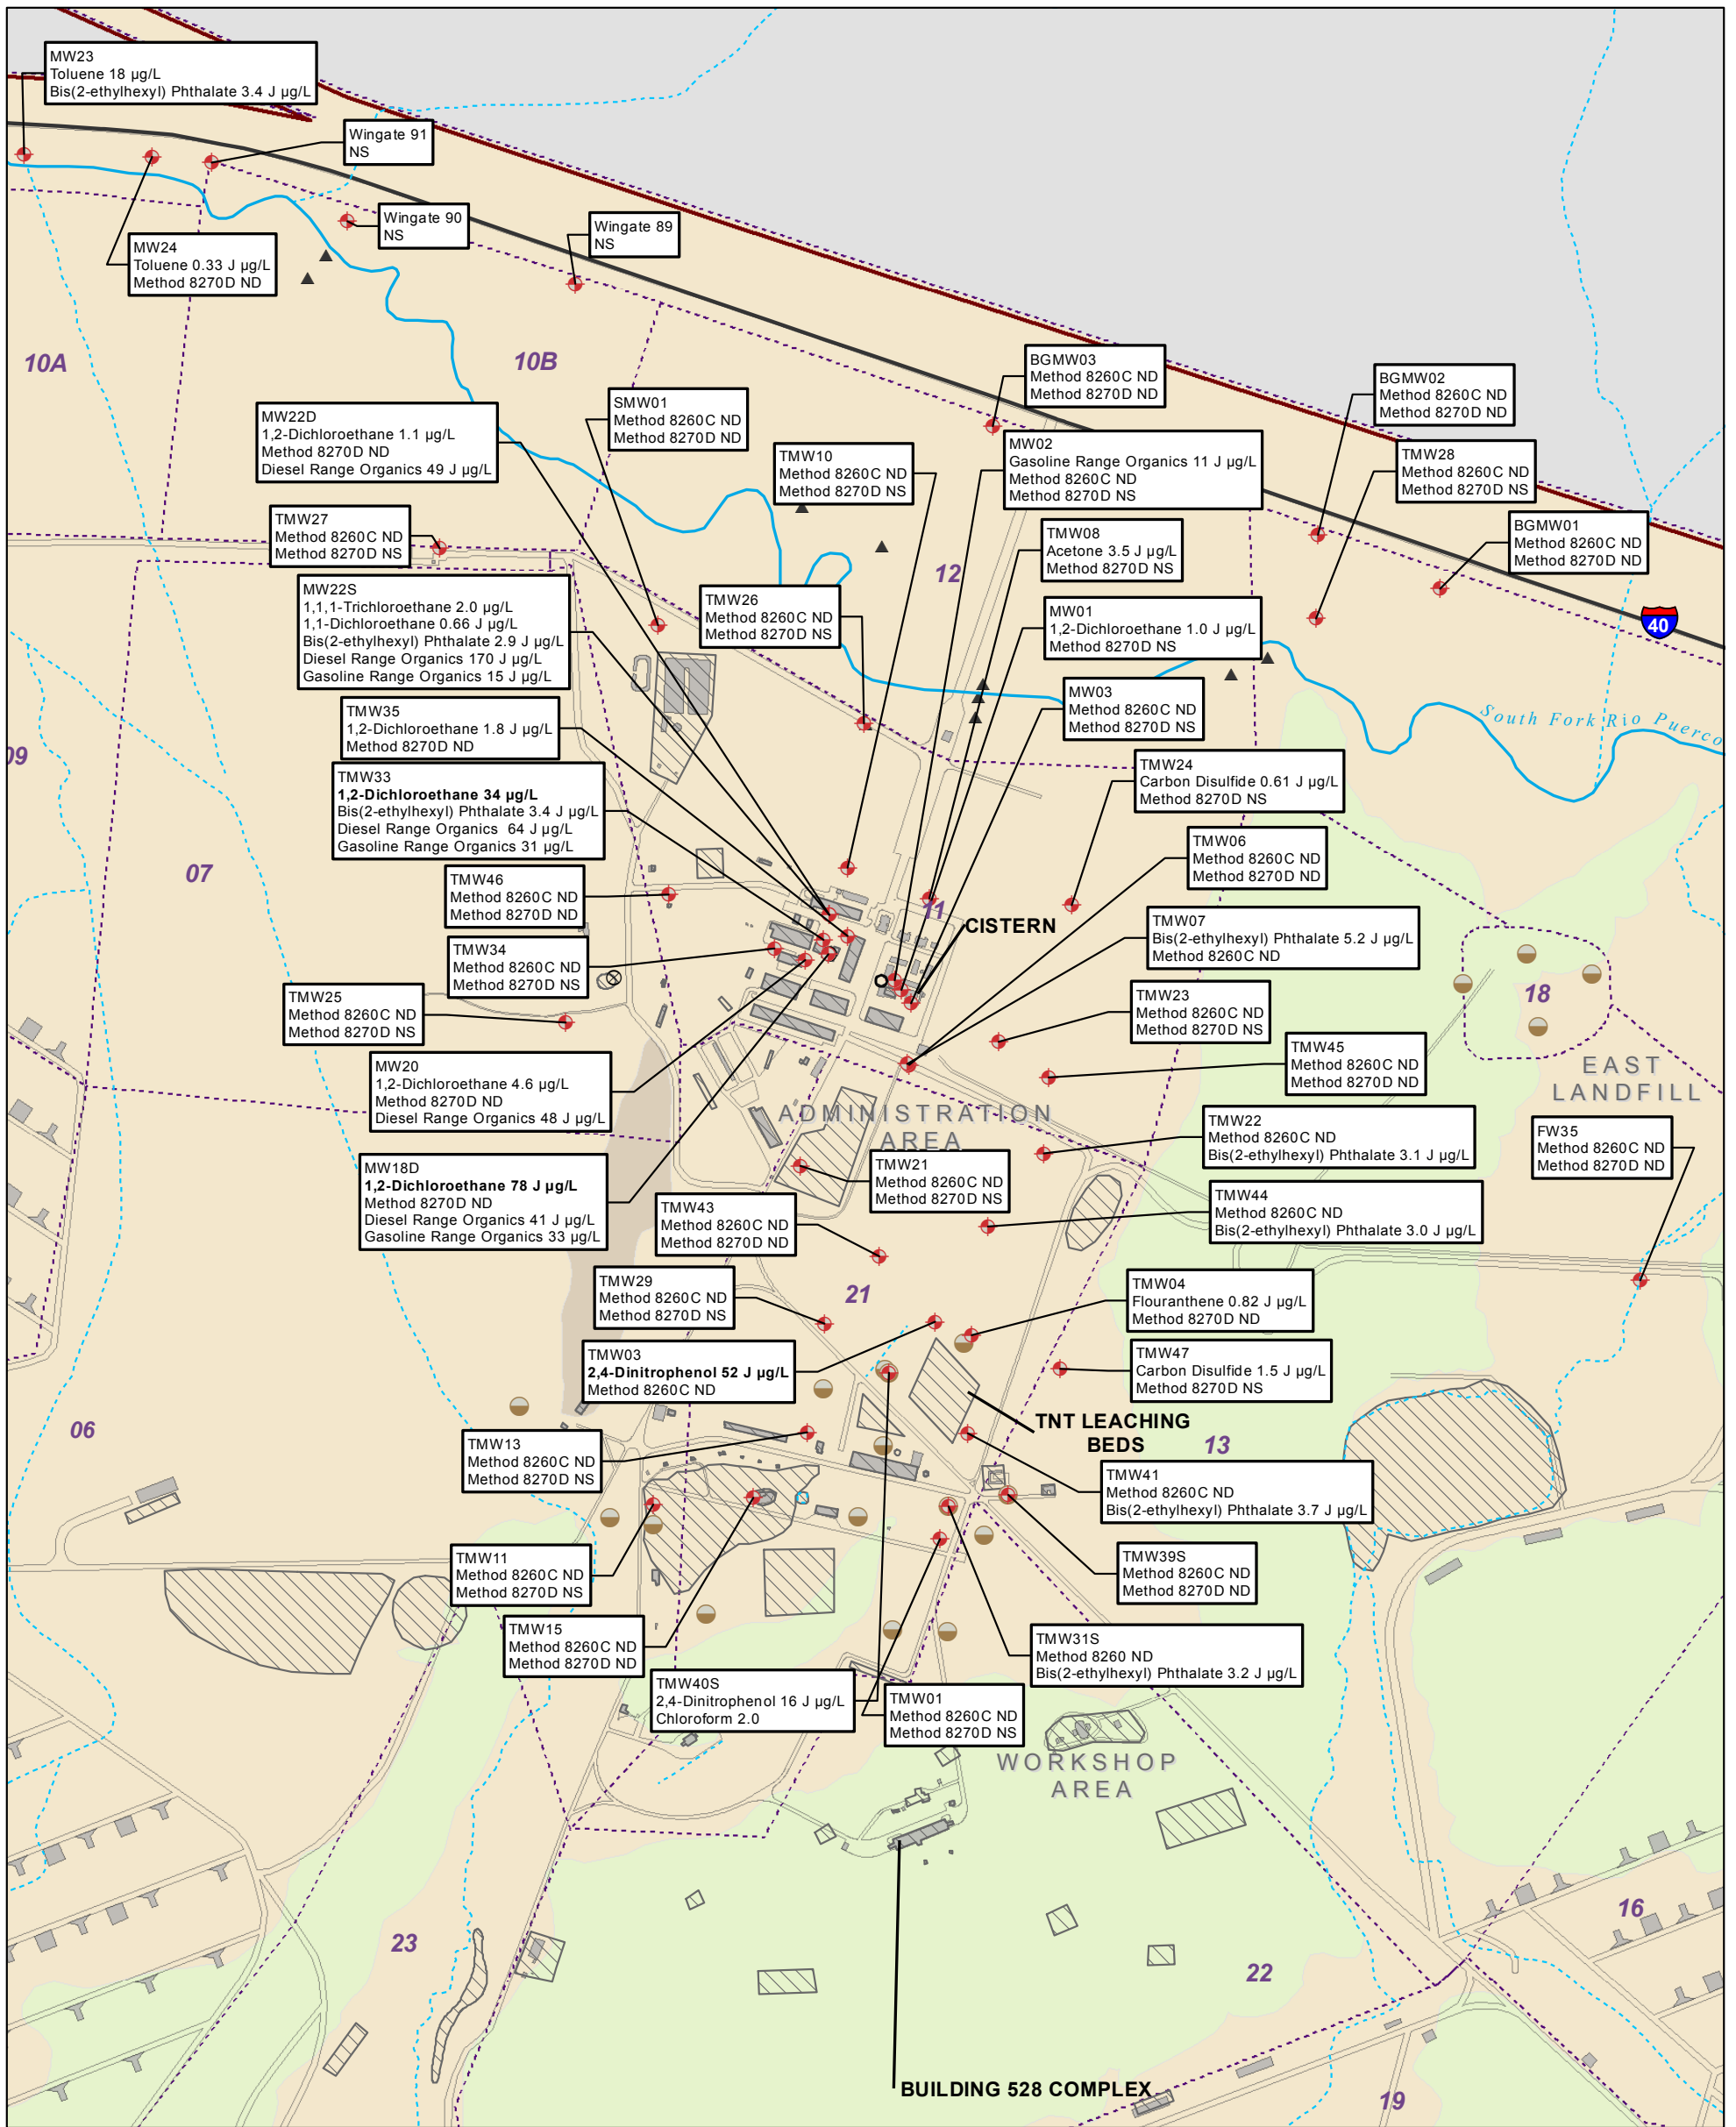 MW23
Toluene 18 µg/L
Bis(2-ethylhexyl) Phthalate 3.4 J µg/L
Wingate 91
NS
Wingate 90
NS
Wingate 89
NS
MW24
Toluene 0.33 J µg/L
Method 8270D ND
10A
10B
BGMW03
Method 8260C ND
Method 8270D ND
BGMW02
Method 8260C ND
Method 8270D ND
SMW01
Method 8260C ND
Method 8270D ND
MW22D
1,2-Dichloroethane 1.1 µg/L
Method 8270D ND
Diesel Range Organics 49 J µg/L
TMW10
Method 8260C ND
Method 8270D NS
MW02
Gasoline Range Organics 11 J µg/L
Method 8260C ND
Method 8270D NS
TMW28
Method 8260C ND
Method 8270D NS
TMW27
Method 8260C ND
Method 8270D NS
TMW08
Acetone 3.5 J µg/L
Method 8270D NS
BGMW01
Method 8260C ND
Method 8270D ND
12
MW22S
1,1,1-Trichloroethane 2.0 µg/L
1,1-Dichloroethane 0.66 J µg/L
Bis(2-ethylhexyl) Phthalate 2.9 J µg/L
Diesel Range Organics 170 J µg/L
Gasoline Range Organics 15 J µg/L
TMW26
Method 8260C ND
Method 8270D NS
MW01
1,2-Dichloroethane 1.0 µg/L
Method 8270D NS
40
MW03
Method 8260C ND
Method 8270D NS
TMW35
1,2-Dichloroethane 1.8 J µg/L
Method 8270D ND
South Fork Rio Puerco
09
TMW24
Carbon Disulfide 0.61 J µg/L
Method 8270D NS
TMW33
1,2-Dichloroethane 34 µg/L
Bis(2-ethylhexyl) Phthalate 3.4 J µg/L
Diesel Range Organics 64 J µg/L
Gasoline Range Organics 31 µg/L
07
TMW06
Method 8260C ND
Method 8270D ND
TMW46
Method 8260C ND
Method 8270D ND
11
CISTERN
TMW07
Bis(2-ethylhexyl) Phthalate 5.2 J µg/L
Method 8260C ND
TMW34
Method 8260C ND
Method 8270D NS
TMW25
Method 8260C ND
Method 8270D NS
TMW23
Method 8260C ND
Method 8270D NS
18
EAST
LANDFILL
TMW45
Method 8260C ND
Method 8270D ND
MW20
1,2-Dichloroethane 4.6 µg/L
Method 8270D ND
Diesel Range Organics 48 J µg/L
ADMINISTRATION
AREA
TMW22
Method 8260C ND
Bis(2-ethylhexyl) Phthalate 3.1 J µg/L
FW35
Method 8260C ND
Method 8270D ND
MW18D
1,2-Dichloroethane 78 J µg/L
Method 8270D ND
Diesel Range Organics 41 J µg/L
Gasoline Range Organics 33 µg/L
TMW21
Method 8260C ND
Method 8270D NS
TMW43
Method 8260C ND
Method 8270D ND
TMW44
Method 8260C ND
Bis(2-ethylhexyl) Phthalate 3.0 J µg/L
TMW29
Method 8260C ND
Method 8270D NS
21
TMW04
Flouranthene 0.82 J µg/L
Method 8270D ND
TMW03
2,4-Dinitrophenol 52 J µg/L
Method 8260C ND
TMW47
Carbon Disulfide 1.5 J µg/L
Method 8270D NS
06
TNT LEACHING
BEDS
13
TMW13
Method 8260C ND
Method 8270D NS
TMW41
Method 8260C ND
Bis(2-ethylhexyl) Phthalate 3.7 J µg/L
TMW11
Method 8260C ND
Method 8270D NS
TMW39S
Method 8260C ND
Method 8270D ND
TMW15
Method 8260C ND
Method 8270D ND
TMW31S
Method 8260 ND
Bis(2-ethylhexyl) Phthalate 3.2 J µg/L
TMW40S
2,4-Dinitrophenol 16 J µg/L
Chloroform 2.0
TMW01
Method 8260C ND
Method 8270D NS
WORKSHOP
AREA
16
23
22
BUILDING 528 COMPLEX
19